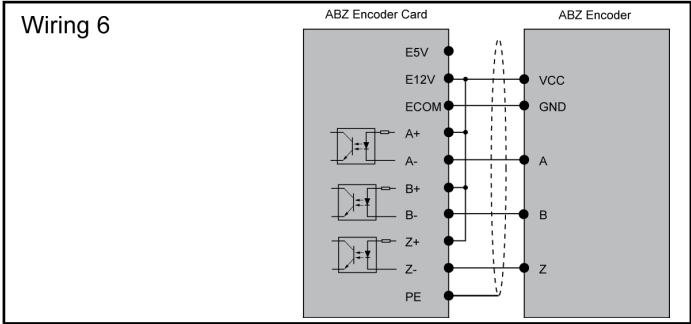 Wiring 6
ABZ Encoder Card
ABZ Encoder
E5V
E12V
VCC
ECOM
GND
A+
A-
A
B+
B-
B
Z+
Z-
Z
PE